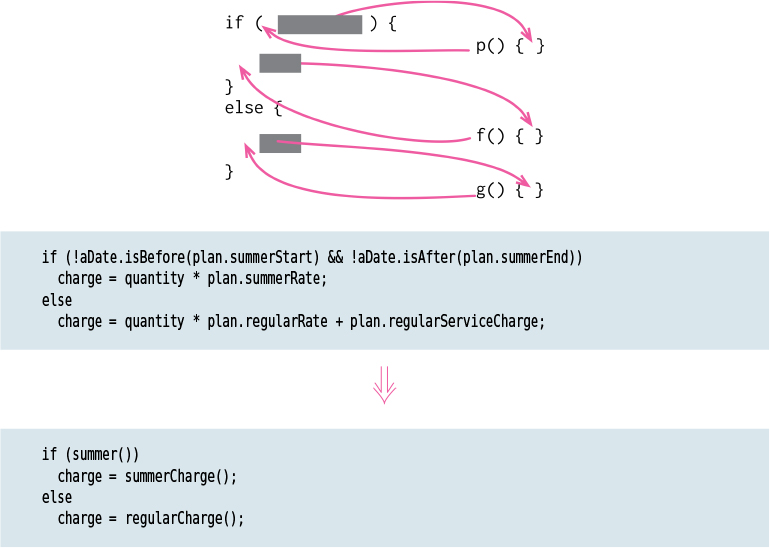 if ( ) {
p() { }
}
else {
f() { }
}
g() { }
if (!aDate.isBefore(plan.summerStart) && !aDate.isAfter(plan.summerEnd))
charge = quantity * plan.summerRate;
else
charge = quantity * plan.regularRate + plan.regularServiceCharge;
if (summer())
charge = summerCharge();
else
charge = regularCharge();